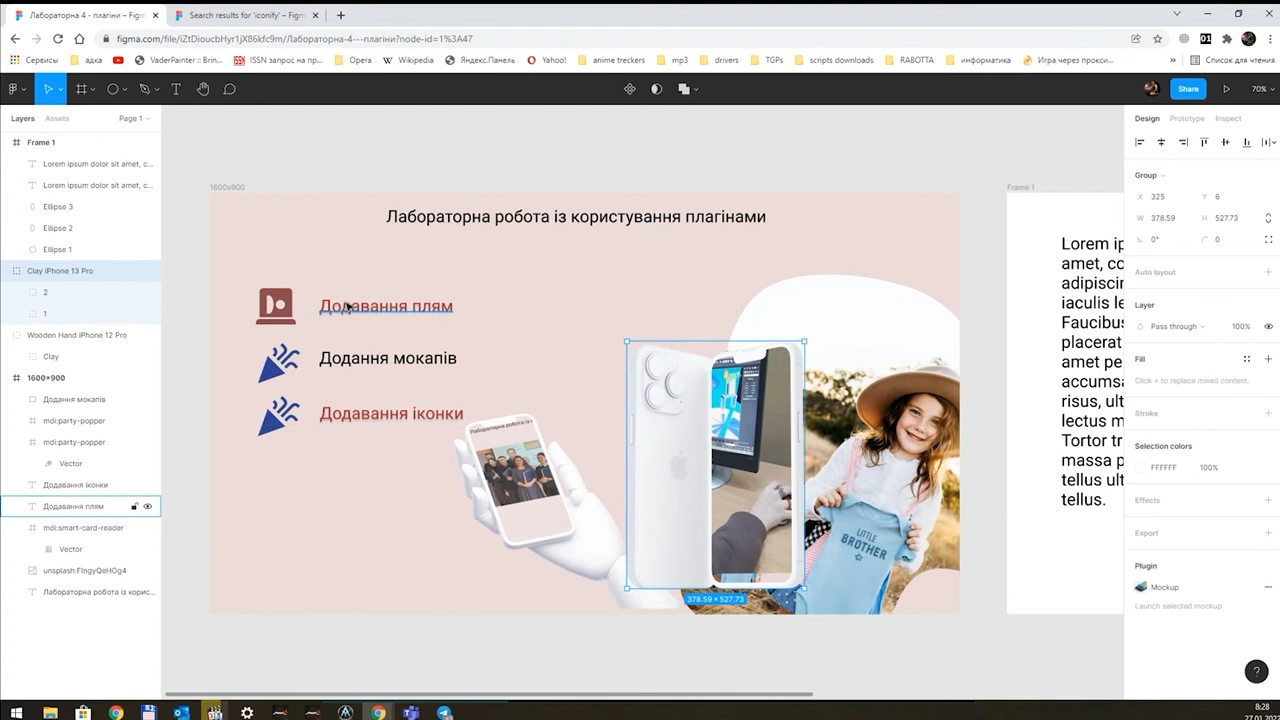 Лабораторна 4 - плагіни – Figm
Search results for 'iconify' – Figm
figma.com/file/iZtDioucbHyr1jX86kfc9m/Лабораторна-4---плагіни?node-id=1%3A47
Сервисы
адка
VaderPainter :: Brin...
ISSN запрос на пр...
Opera
Wikipedia
Яндекс.Панель
Yahoo!
anime treckers
mp3
drivers
TGPs
scripts downloads
RABOTTA
информатика
Игра через прокси...
»
Список для чтения
Share
70%
Layers
Assets
Page 1
Design
Prototype
Inspect
Frame 1
Lorem ipsum dolor sit amet, c...
Lorem ipsum dolor sit amet, c...
Ellipse 3
Ellipse 2
Ellipse 1
Clay iPhone 13 Pro
2
1
Wooden Hand iPhone 12 Pro
Clay
1600×900
Додання мокапів
mdi:party-popper
mdi:party-popper
Vector
Додавання іконки
Додавання плям
mdi:smart-card-reader
Vector
unsplash:FIngyQeHOg4
Лабораторна робота із корис...
1600x900
Лабораторна робота із користування плагінами
Додавання плям
Додання мокапів
Додавання іконки
Лабораторна робота із к
LITTLE
BROTHER
378.59 × 527.73
Frame 1
Lorem ip
amet, co
adipiscin
iaculis le
Faucibus
placerat
amet pe
accumsa
risus, ult
lectus m
Tortor tr
massa p
tellus ult
tellus.
Group
X 325
Y 6
W 378.59
H 527.73
0°
0
Auto layout
Layer
Pass through
100%
Fill
Click + to replace mixed content.
Stroke
Selection colors
FFFFFF
100%
Effects
Export
Plugin
Mockup
Launch selected mockup
?
8:28